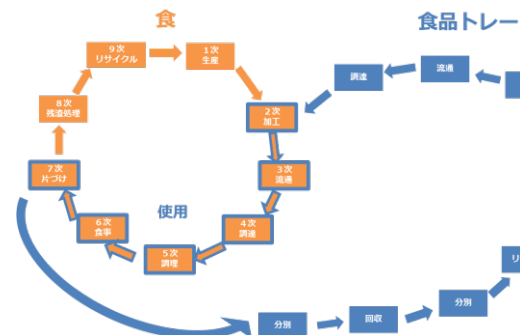 食
食品トレー
9次
リサイクル
1次
生産
流通
調達
8次
残渣処理
2次
加工
7次
片づけ
3次
流通
使用
6次
食事
4次
調達
5次
調理
リ
分別
回収
分別